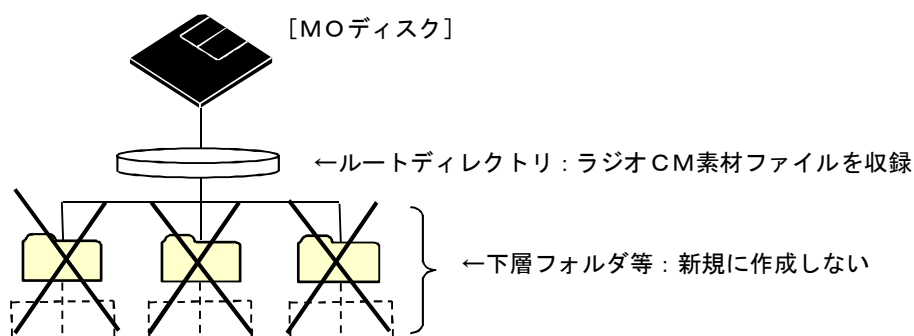 [ＭＯディスク]
←ルートディレクトリ：ラジオＣＭ素材ファイルを収録
←下層フォルダ等：新規に作成しない